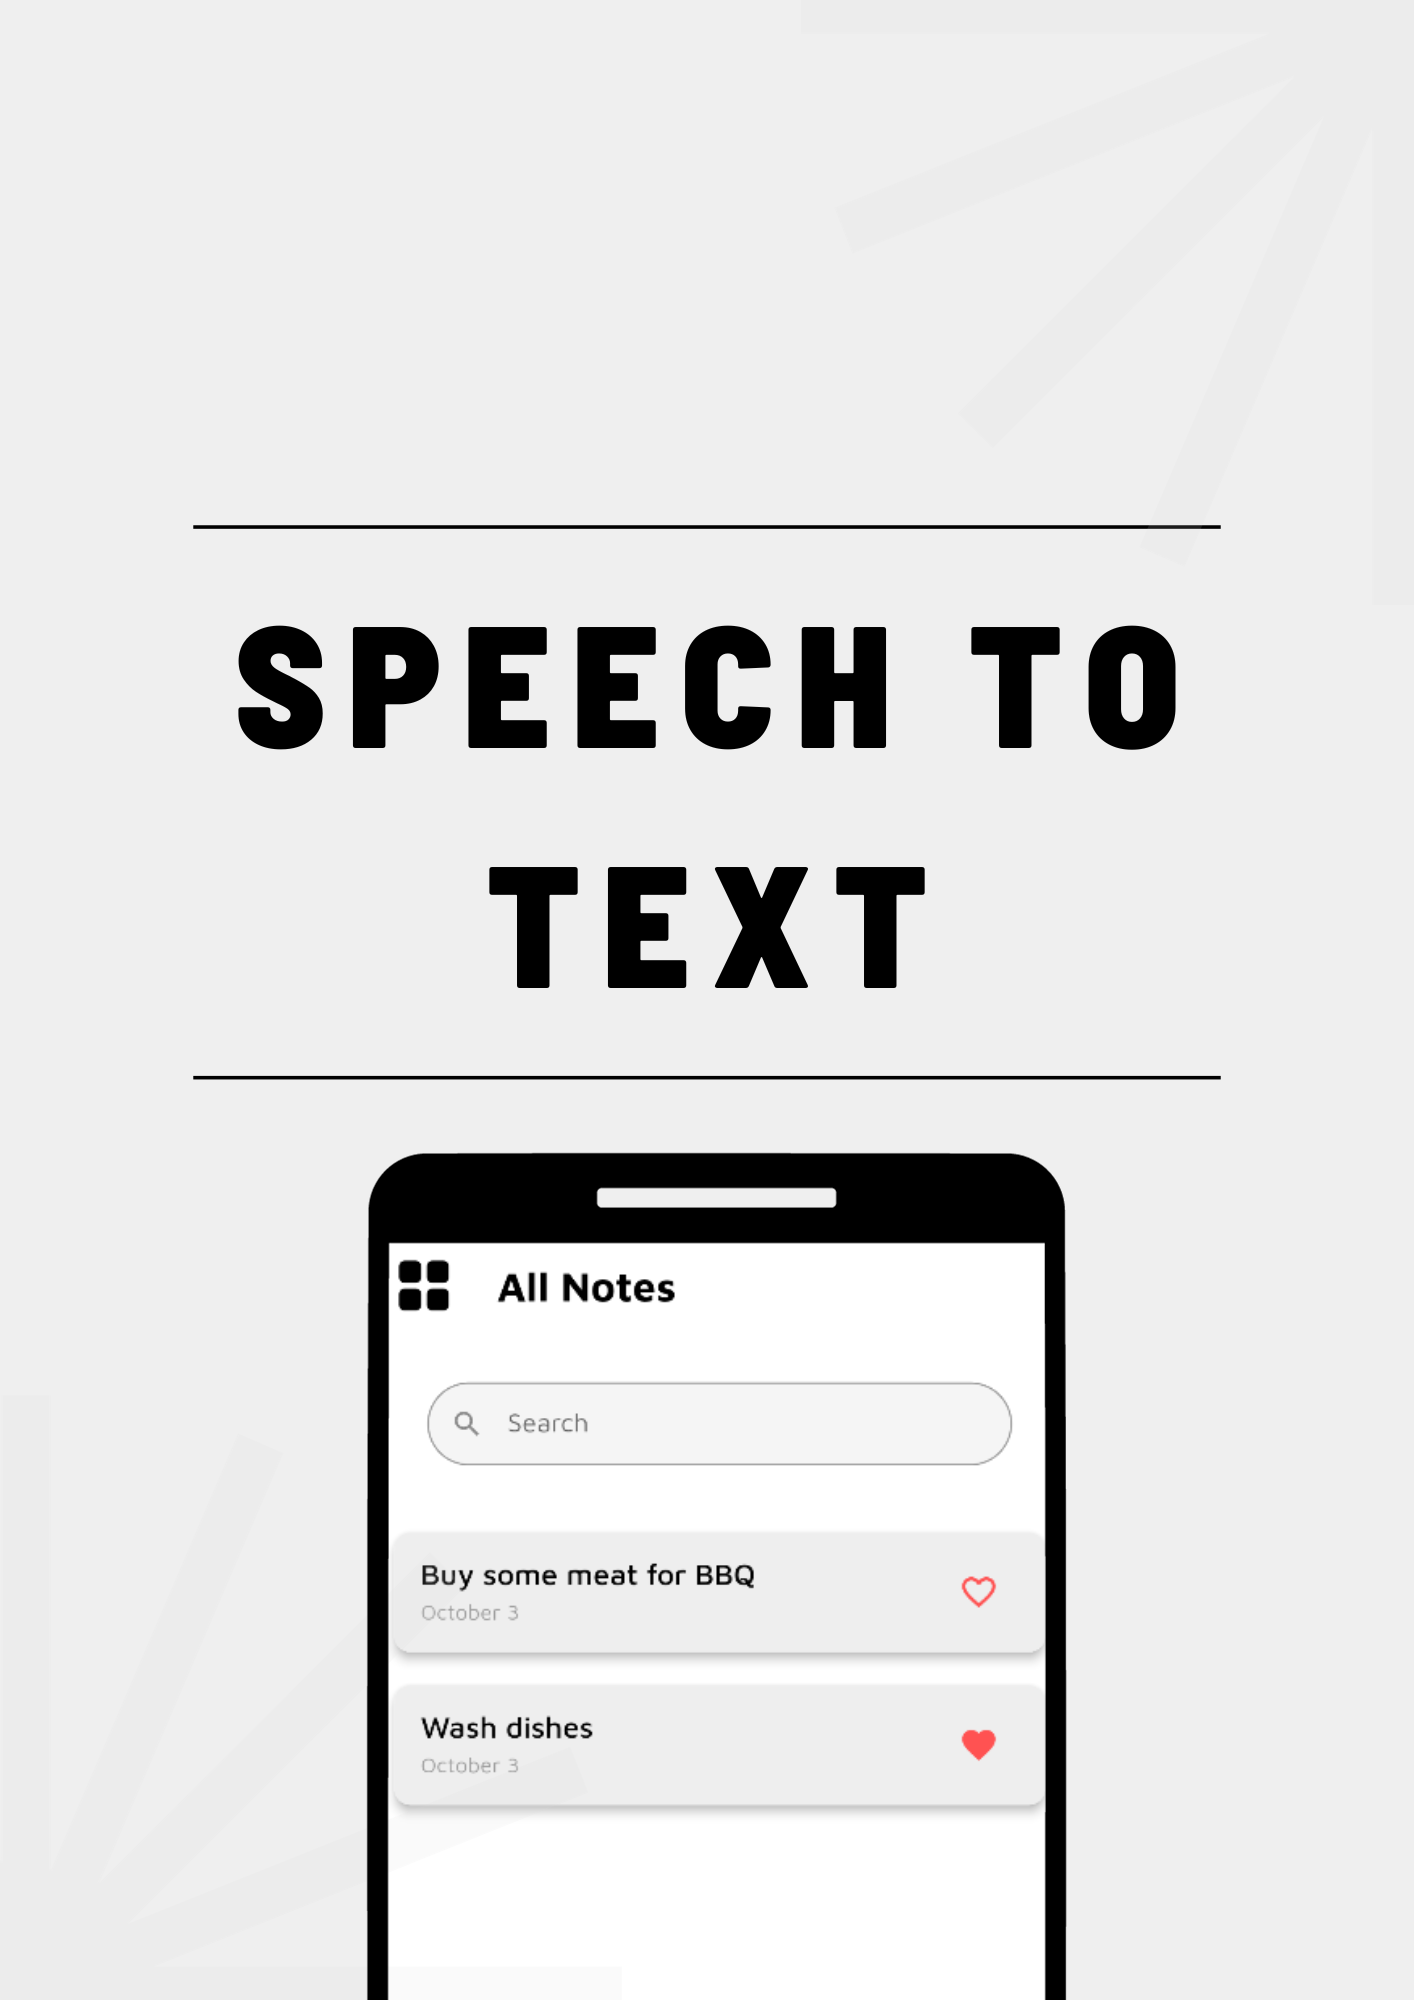 SPEECH TO
TEXT
All Notes
Search
Buy some meat for BBQ
October 3
Wash dishes
October 3